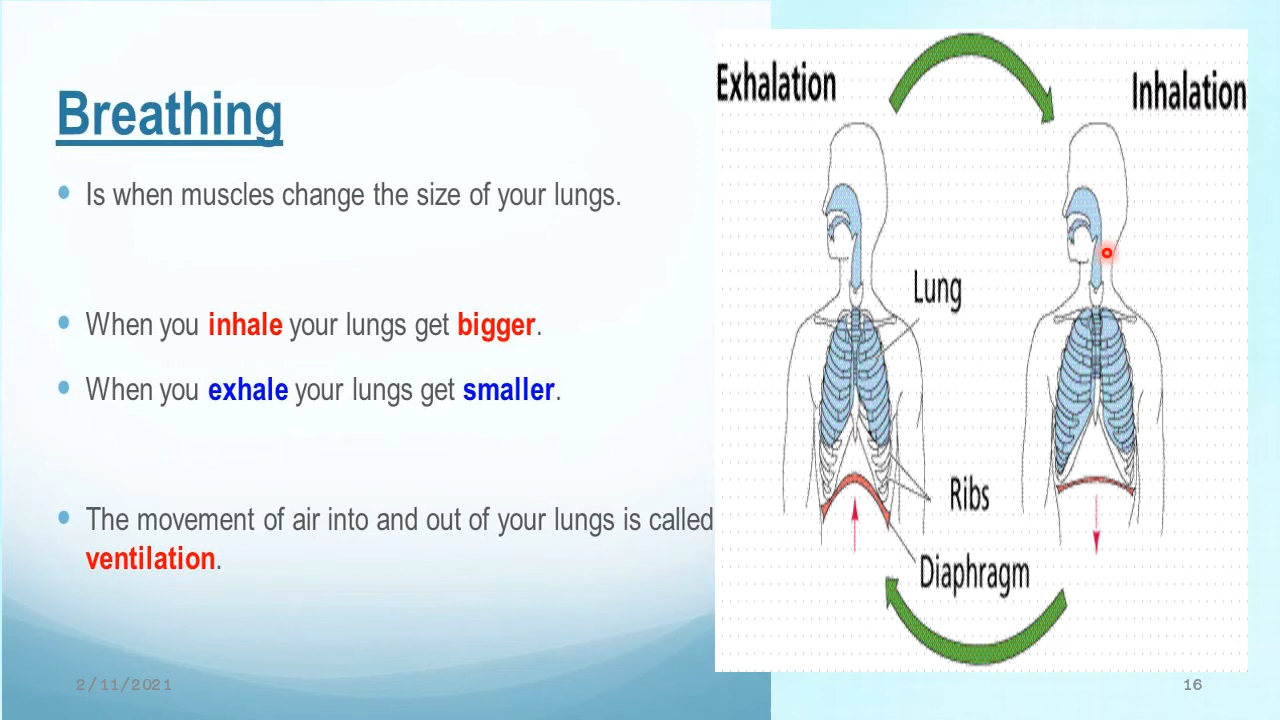 Breathing
Is when muscles change the size of your lungs.
When you inhale your lungs get bigger.
When you exhale your lungs get smaller.
The movement of air into and out of your lungs is called
ventilation.
Exhalation
Inhalation
Lung
Ribs
Diaphragm
2/11/2021
16